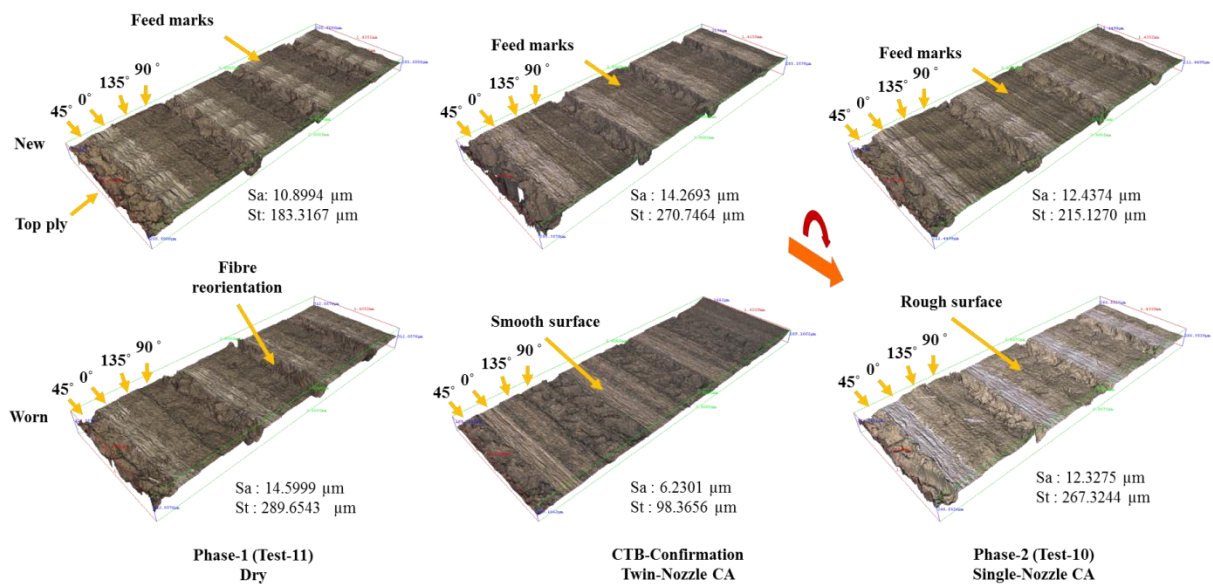 Feed marks
Feed marks
Feed marks
45° 0° 135° 90°
45° 0° 135° 90°
45° 0° 135° 90°
New
Top ply
Sa : 10.8994 µm
St : 183.3167 µm
Sa : 14.2693 µm
St : 270.7464 µm
Sa : 12.4374 µm
St : 215.1270 µm
Fibre
reorientation
Smooth surface
Rough surface
45° 0° 135° 90°
45° 0° 135° 90°
45° 0° 135° 90°
Worn
Sa : 14.5999 µm
St : 289.6543 µm
Sa : 6.2301 µm
St : 98.3656 µm
Sa : 12.3275 µm
St : 267.3244 µm
Phase-1 (Test-11)
Dry
CTB-Confirmation
Twin-Nozzle CA
Phase-2 (Test-10)
Single-Nozzle CA